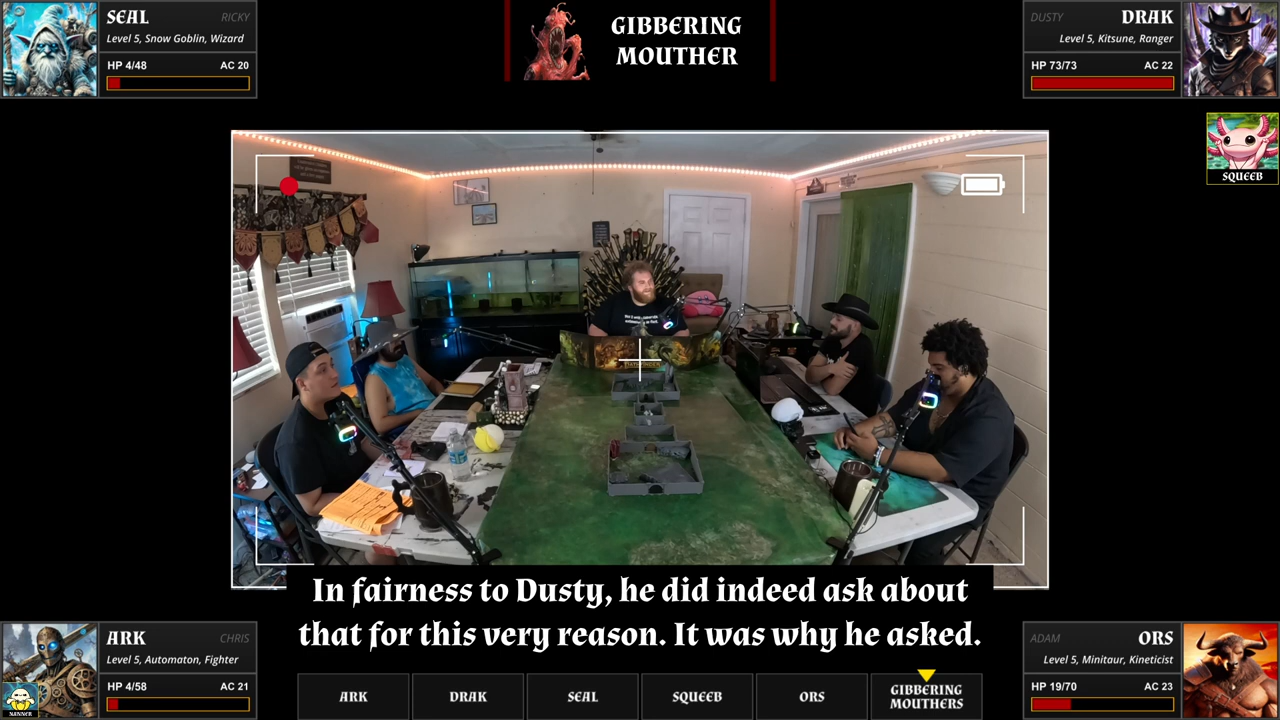 SEAL
RICKY
Level 5, Snow Goblin, Wizard
HP 4/48
AC 20
GIBBERING
MOUTHER
DUSTY
DRAK
Level 5, Kitsune, Ranger
HP 73/73
AC 22
SQUEEB
PATHFINDER
In fairness to Dusty, he did indeed ask about
that for this very reason. It was why he asked.
ARK
CHRIS
Level 5, Automaton, Fighter
HP 4/58
AC 21
NANNER
ARK
DRAK
SEAL
SQUEEB
ORS
GIBBERING
MOUTHERS
ADAM
ORS
Level 5, Minitaur, Kineticist
HP 19/70
AC 23